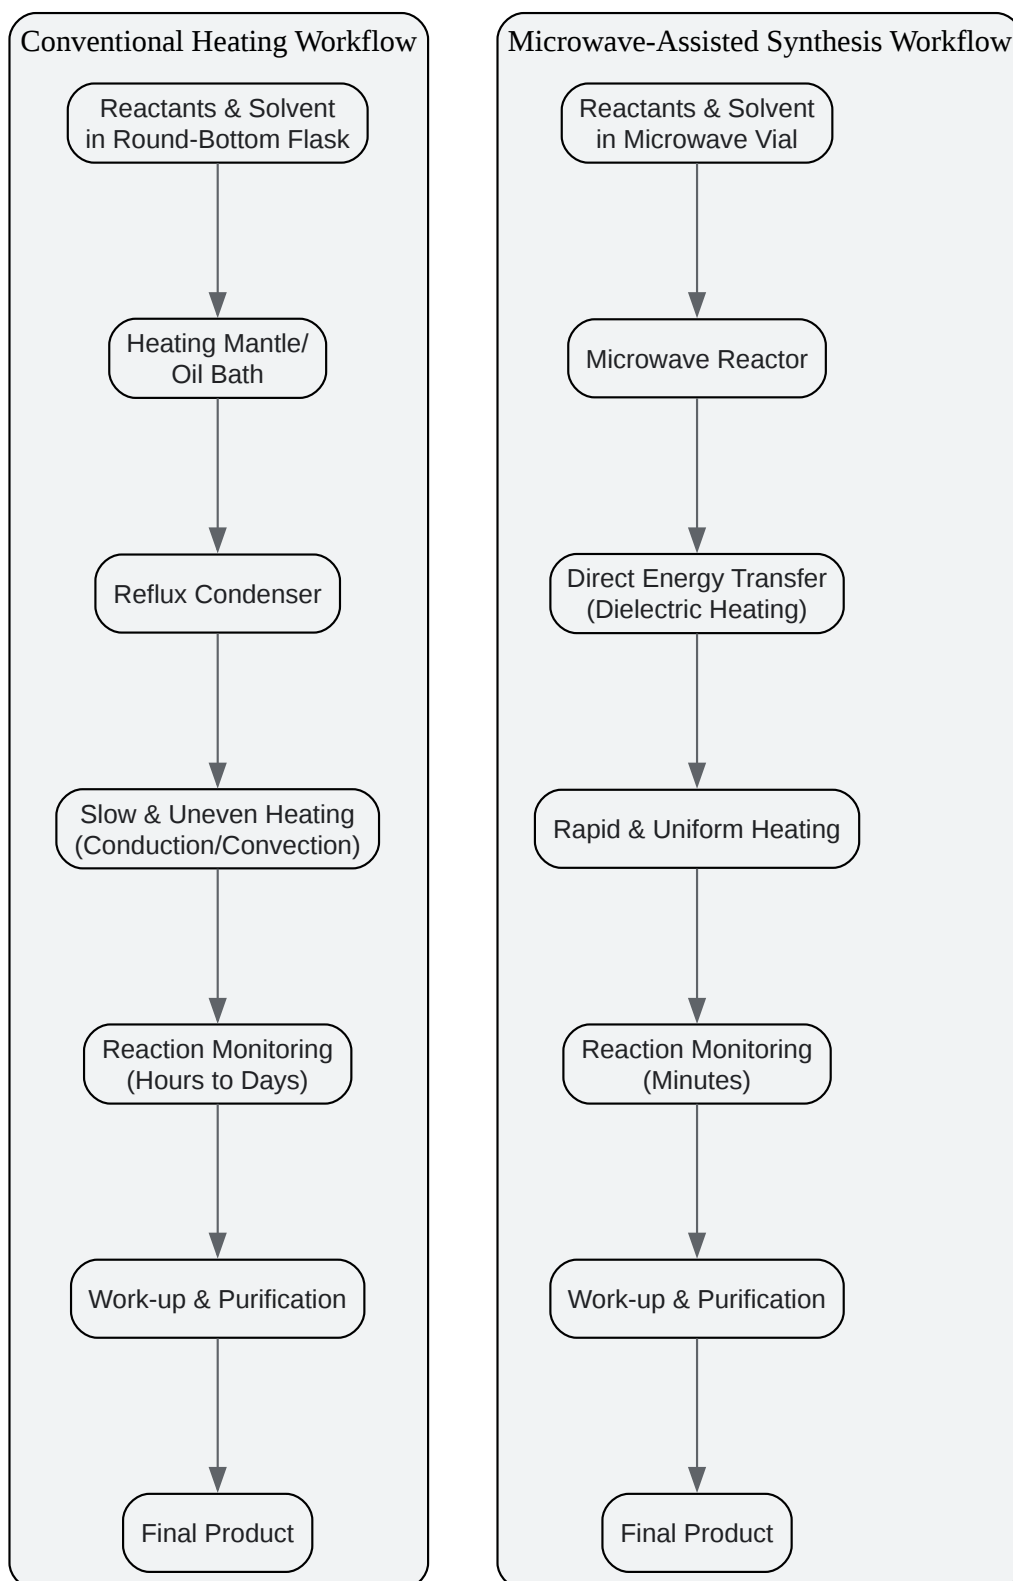 Conventional Heating Workflow
Reactants & Solvent
in Round-Bottom Flask
Heating Mantle/
Oil Bath
Reflux Condenser
Slow & Uneven Heating
(Conduction/Convection)
Reaction Monitoring
(Hours to Days)
Work-up & Purification
Final Product
Microwave-Assisted Synthesis Workflow
Reactants & Solvent
in Microwave Vial
Microwave Reactor
Direct Energy Transfer
(Dielectric Heating)
Rapid & Uniform Heating
Reaction Monitoring
(Minutes)
Work-up & Purification
Final Product